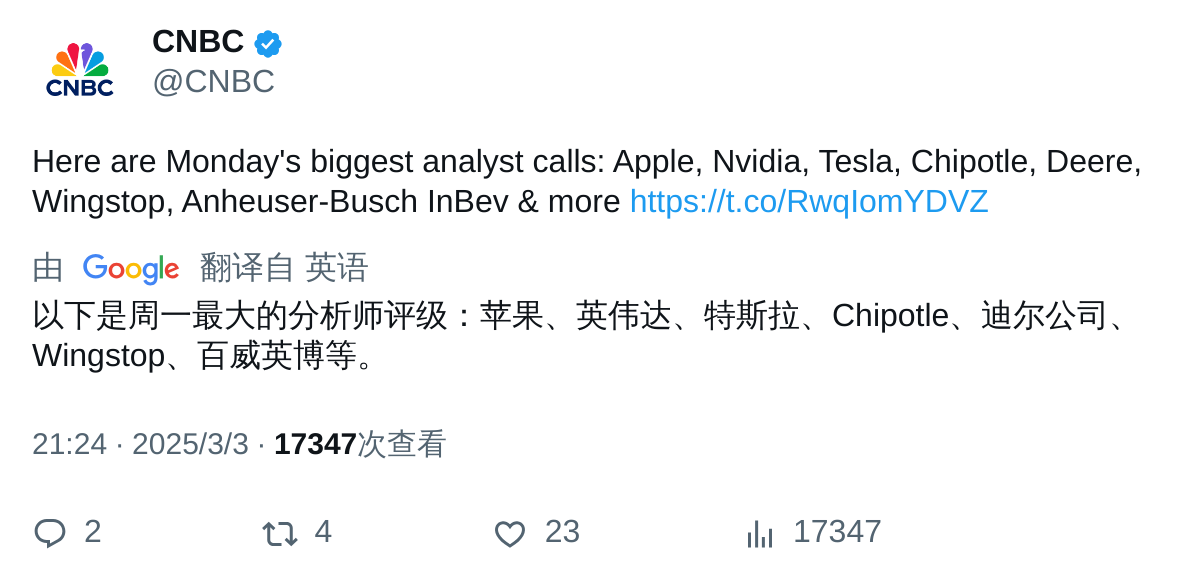 CNBC
@CNBC
CNBC
Here are Monday's biggest analyst calls: Apple, Nvidia, Tesla, Chipotle, Deere,
Wingstop, Anheuser-Busch InBev & more https://t.co/RwqIomYDVZ
由 Google 翻译自 英语
以下是周一最大的分析师评级：苹果、英伟达、特斯拉、Chipotle、迪尔公司、
Wingstop、百威英博等。
21:24 · 2025/3/3 · 17347次查看
2 4 23 17347